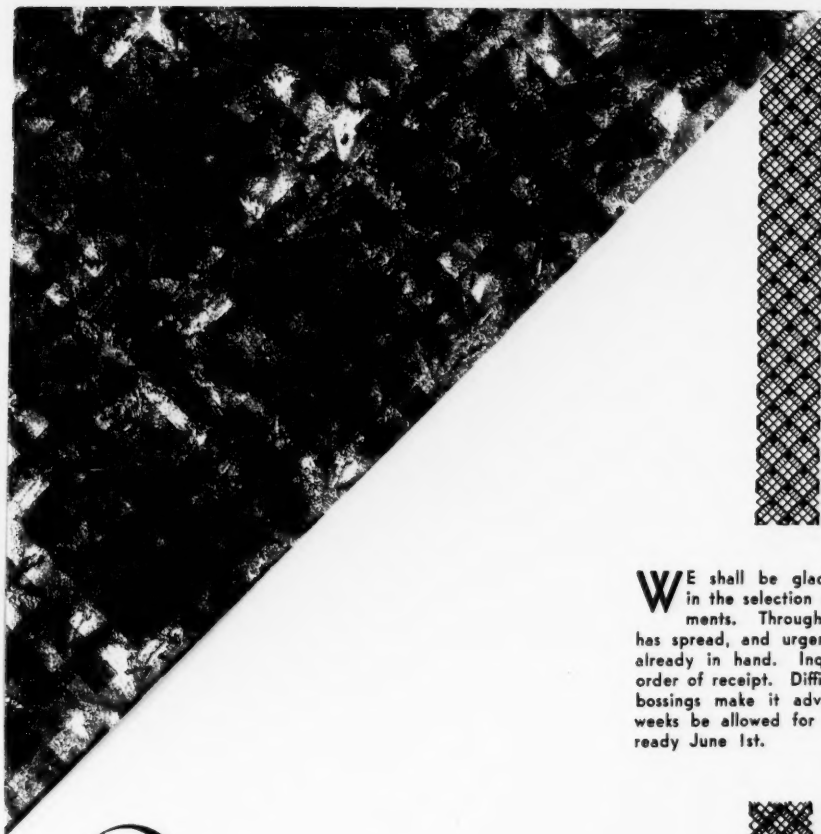 WE shall be glad
in the selection
ments. Through
has spread, and urgen
already in hand. Inq
order of receipt. Diffi
bossings make it adv
weeks be allowed for
ready June 1st.